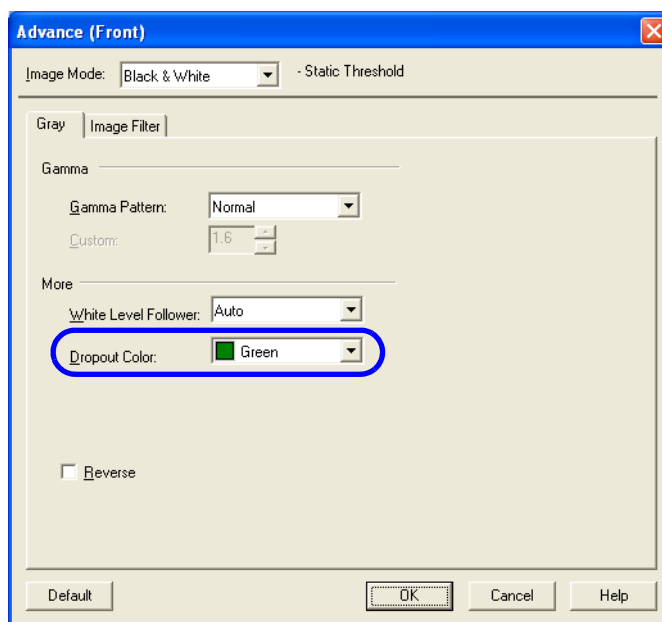 Advance (Front)
Image Mode: Black & White - Static Threshold
Gray Image Filter
Gamma
Gamma Pattern: Normal
Custom: 1.6
More
White Level Follower: Auto
Dropout Color: Green
Reverse
Default OK Cancel Help